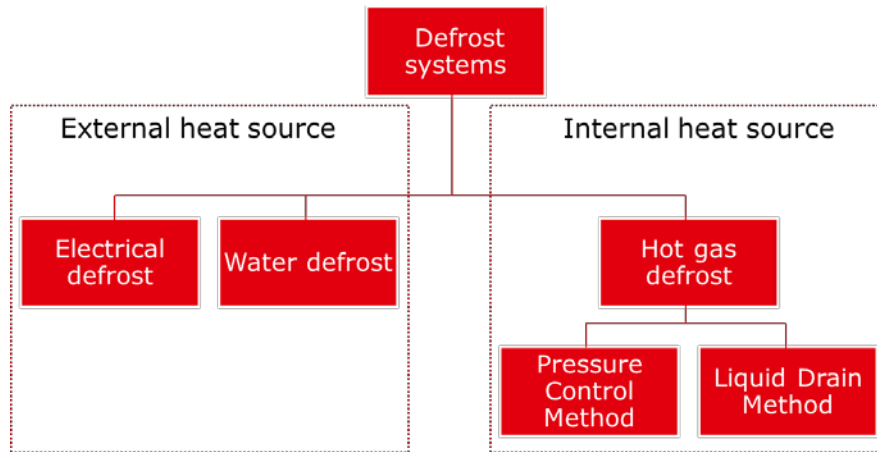 Defrost
systems
External heat source
Internal heat source
Electrical
defrost
Water defrost
Hot gas
defrost
Pressure
Control
Method
Liquid Drain
Method